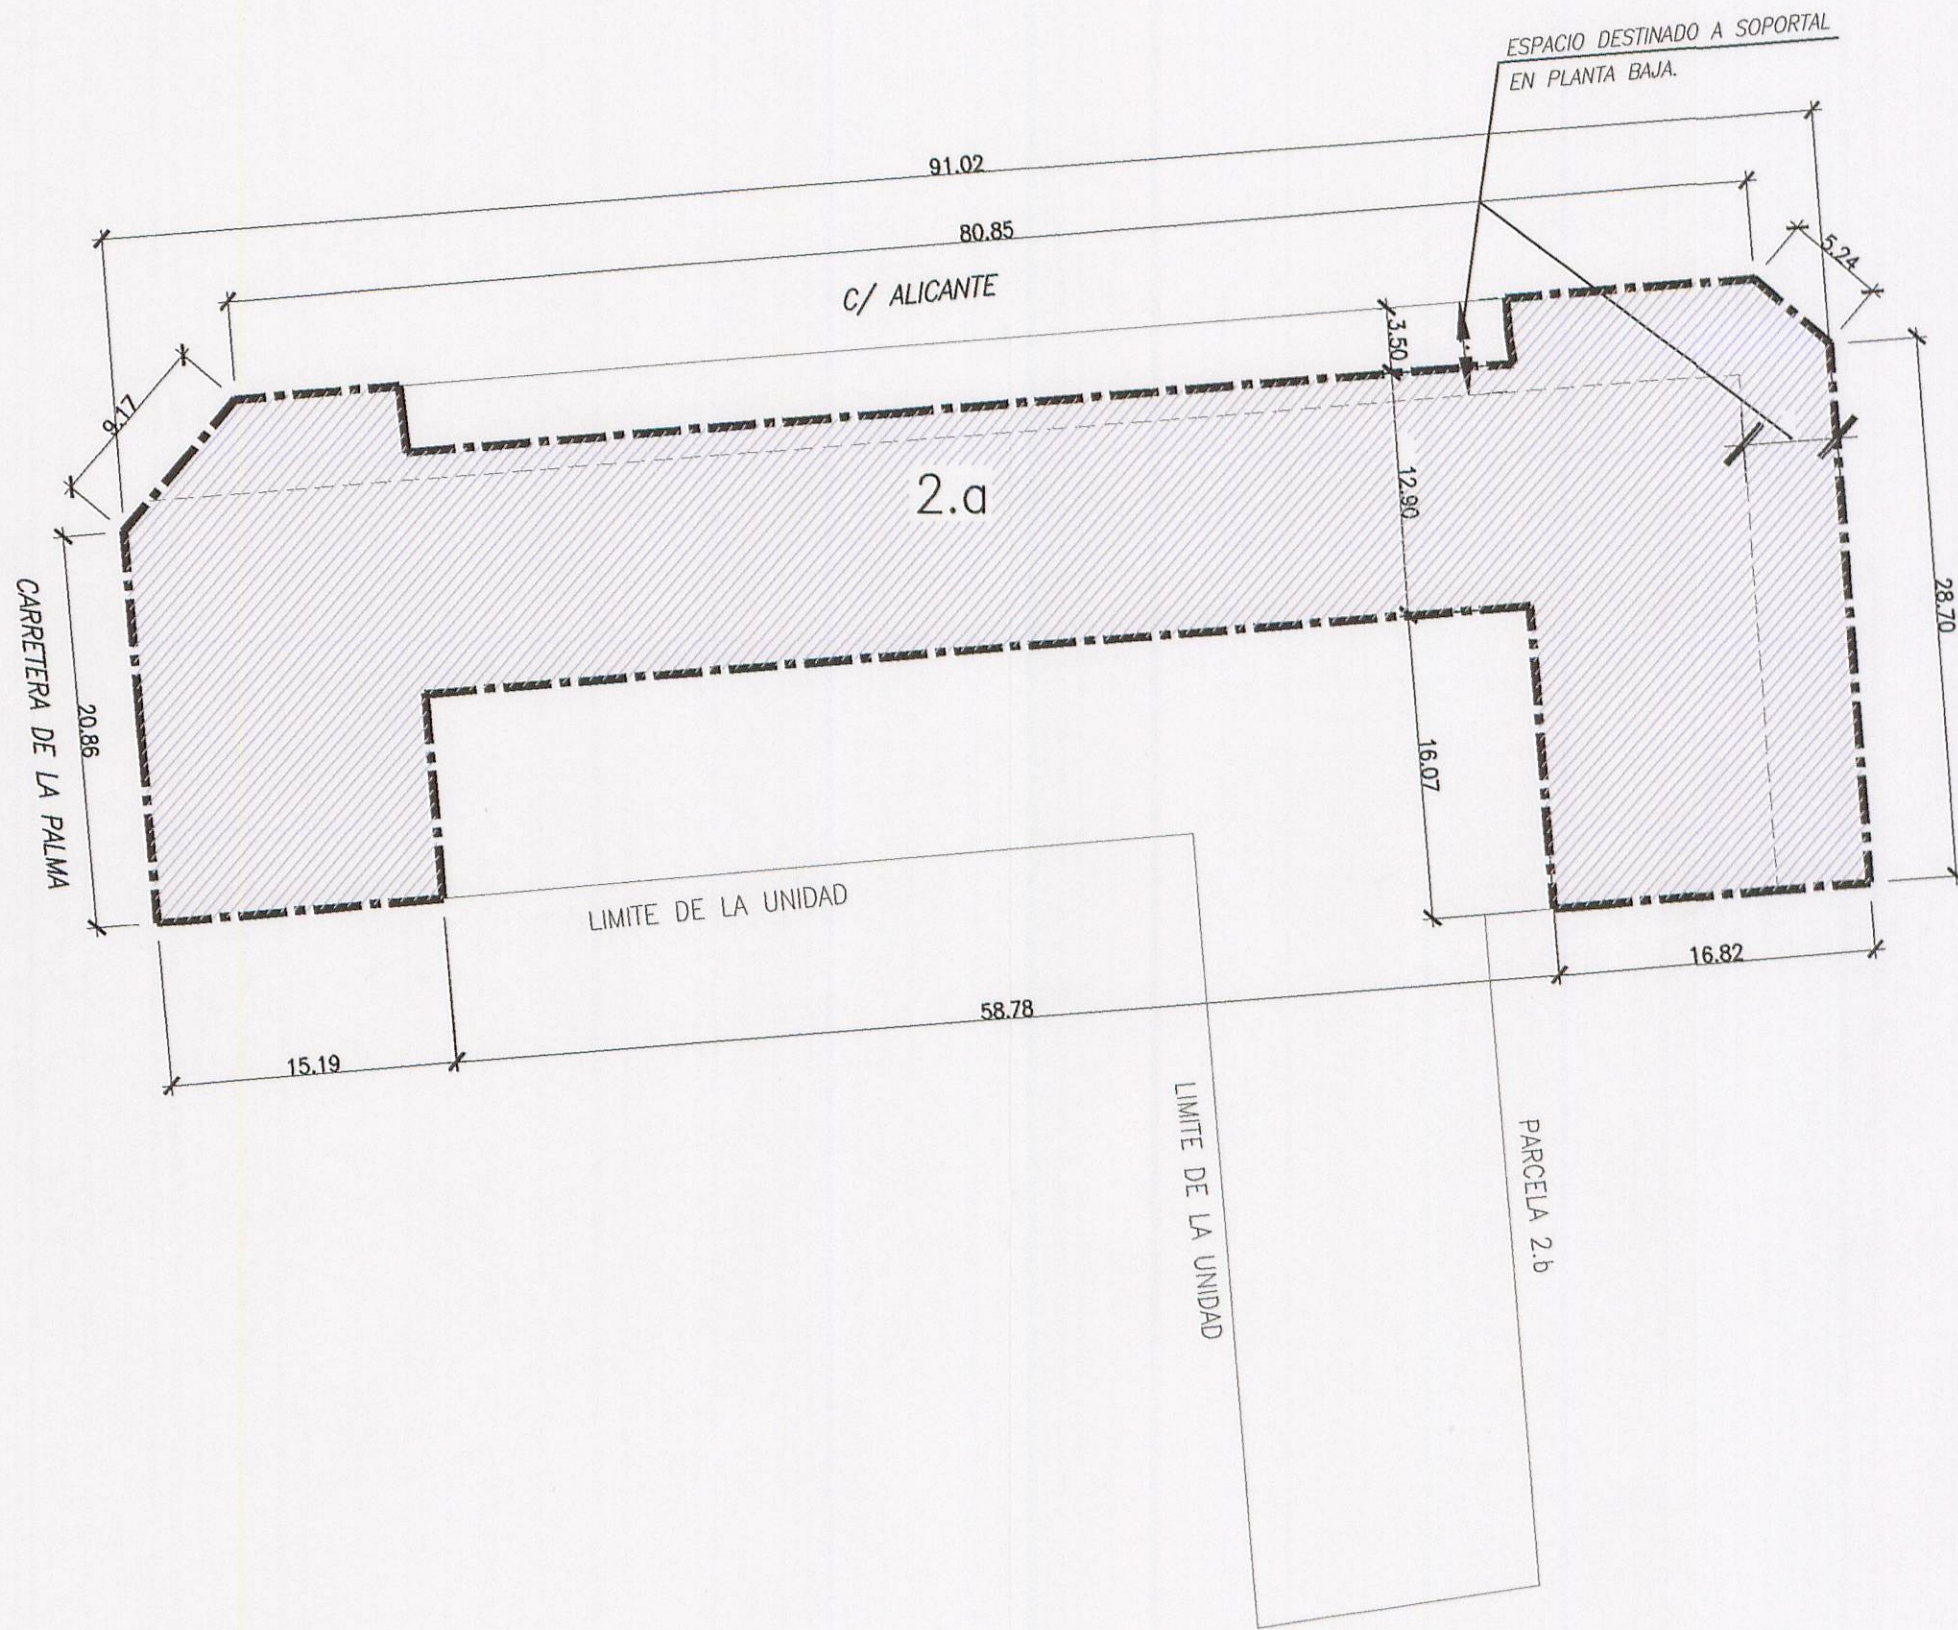 ESPACIO DESTINADO A SOPORTAL
EN PLANTA BAJA.
91.02
80.85
5.24
C/ ALICANTE
3.50
9.17
2.a
12.90
28.70
CARRETERA DE LA PALMA
20.86
16.07
LIMITE DE LA UNIDAD
16.82
58.78
15.19
LIMITE DE LA UNIDAD
PARCELA 2.b